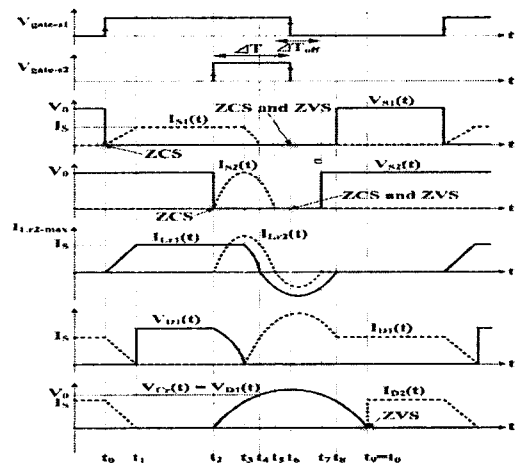 Vgate-s1
t
ΔT
ΔToff
Vgate-s2
t
V0
ZCS and ZVS
VS1(t)
IS
IS1(t)
t
ZCS
V0
IS2(t)
VS2(t)
ZCS and ZVS
ZCS
t
ILr2-max
IS
ILr1(t)
ILr2(t)
t
VD1(t)
ID1(t)
IS
t
V0
VCr(t) - VD1(t)
ID2(t)
IS
ZVS
t
t0 t1 t2 t3 t4 t5 t6 t7 t8 t9=t0